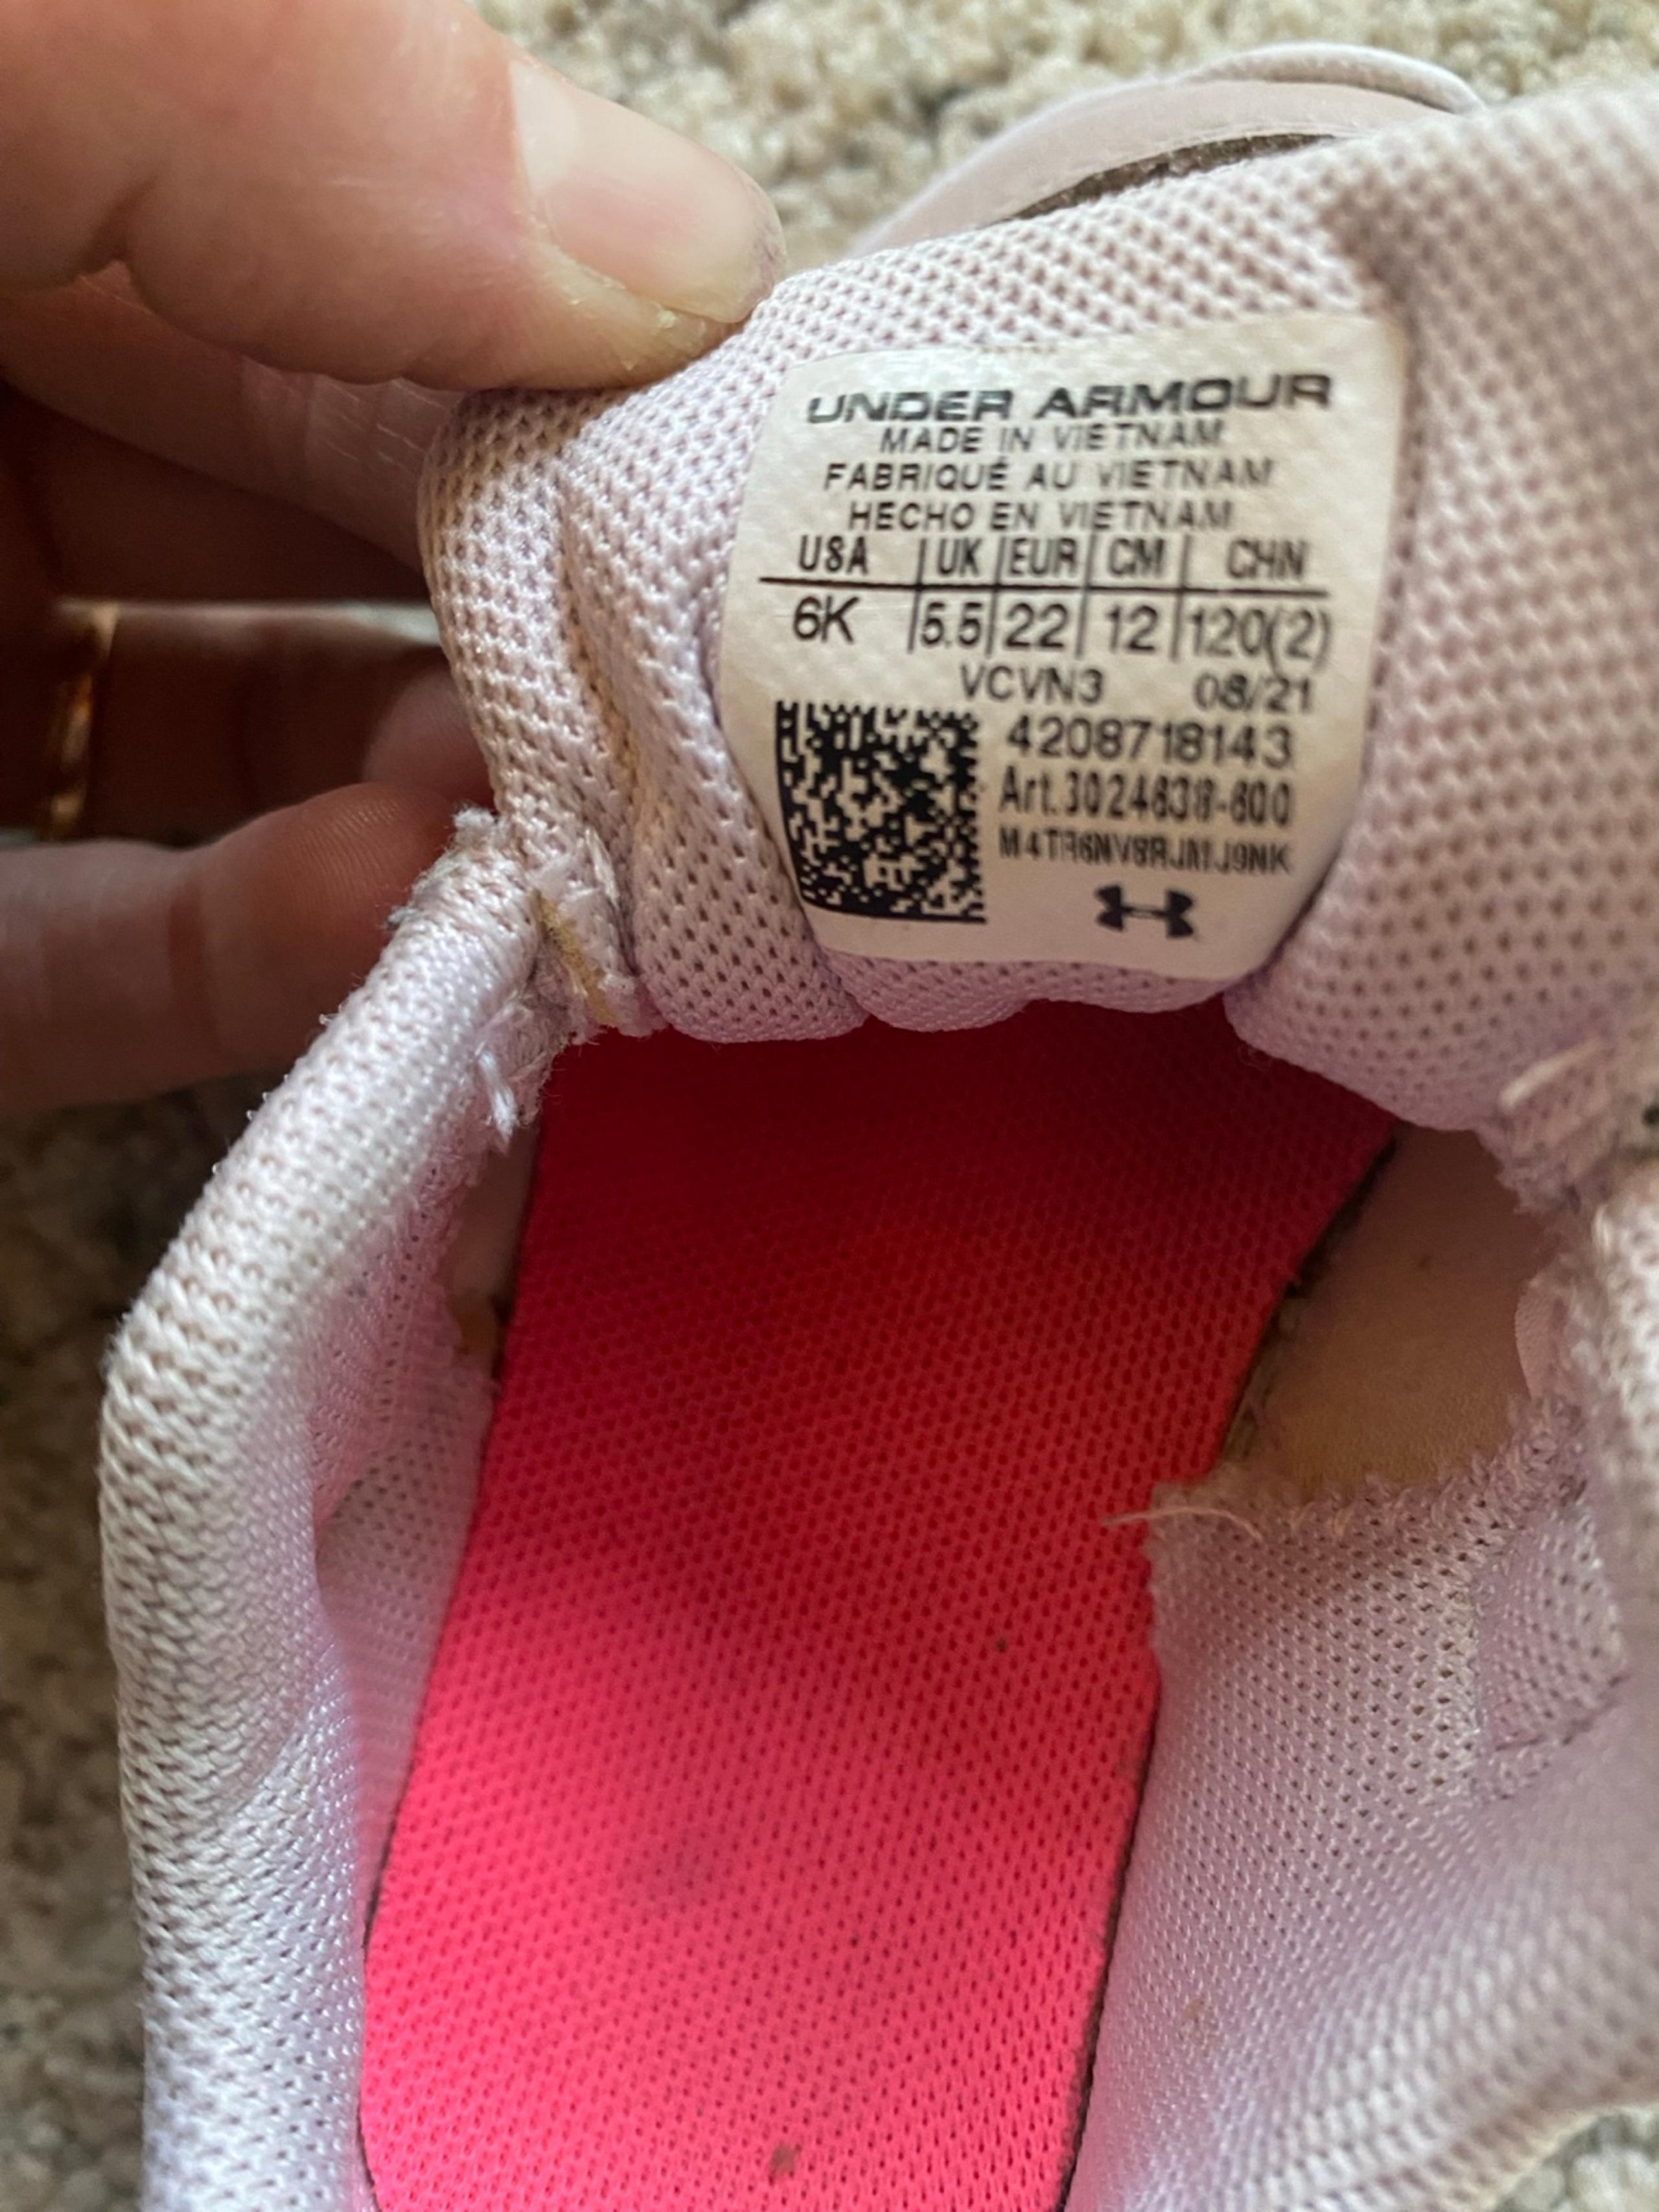 UNDER ARMOUR
MADE IN VIETNAM
FABRIQUÉ AU VIETNAM
HECHO EN VIETNAM
USA | UK | EUR | CM | CHN
6K | 5.5 | 22 | 12 | 120(2)
VCVN3 08/21
4208718143
Art.3024638-600